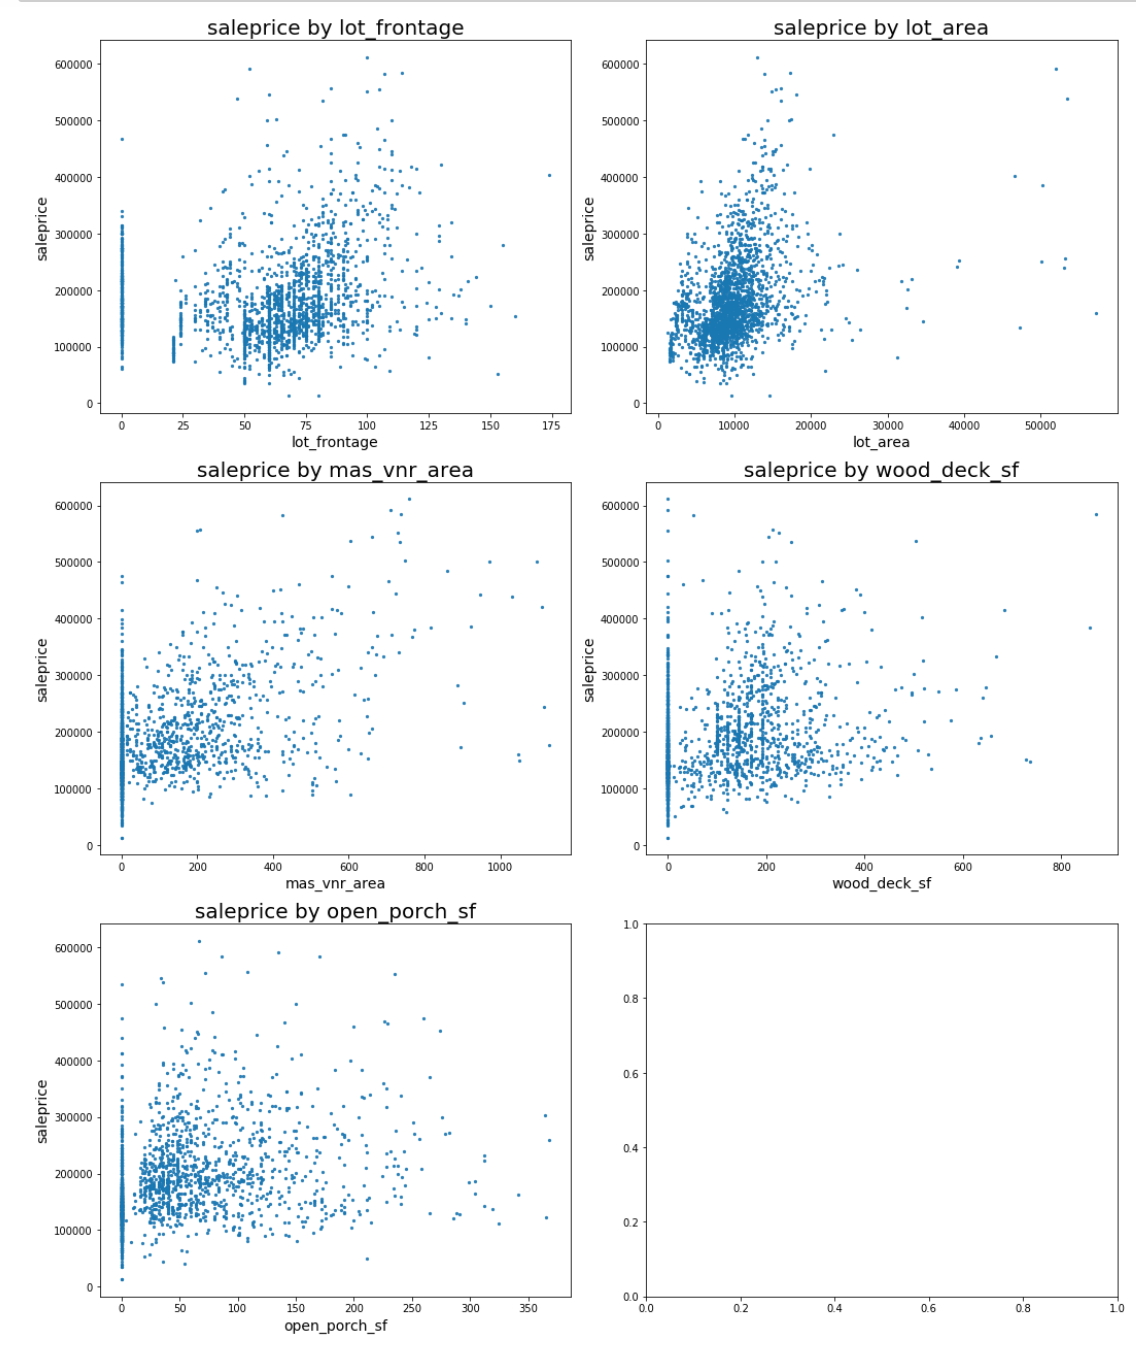 saleprice by lot_frontage
600000
500000
400000
300000
200000
100000
0
saleprice
0 25 50 75 100 125 150 175
lot_frontage
saleprice by lot_area
600000
500000
400000
300000
200000
100000
0
saleprice
0 10000 20000 30000 40000 50000
lot_area
saleprice by mas_vnr_area
600000
500000
400000
300000
200000
100000
0
saleprice
0 200 400 600 800 1000
mas_vnr_area
saleprice by wood_deck_sf
600000
500000
400000
300000
200000
100000
0
saleprice
0 200 400 600 800
wood_deck_sf
saleprice by open_porch_sf
600000
500000
400000
300000
200000
100000
0
saleprice
0 50 100 150 200 250 300 350
open_porch_sf
1.0
0.8
0.6
0.4
0.2
0.0
0.0 0.2 0.4 0.6 0.8 1.0